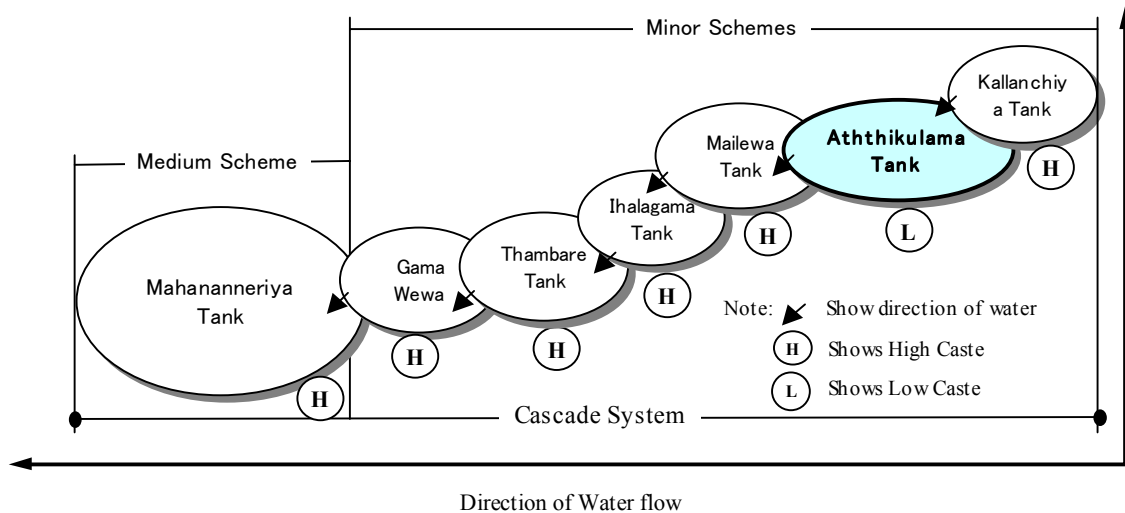 Minor Schemes
Kallanchiy
a Tank
Aththikulama
Tank
Mailewa
Tank
Medium Scheme
H
Ihalagama
Tank
H
L
Thambare
Tank
Gama
Wewa
Mahananneriya
Tank
H
Note: Show direction of water
H
H
H Shows High Caste
H
L Shows Low Caste
Cascade System
Direction of Water flow